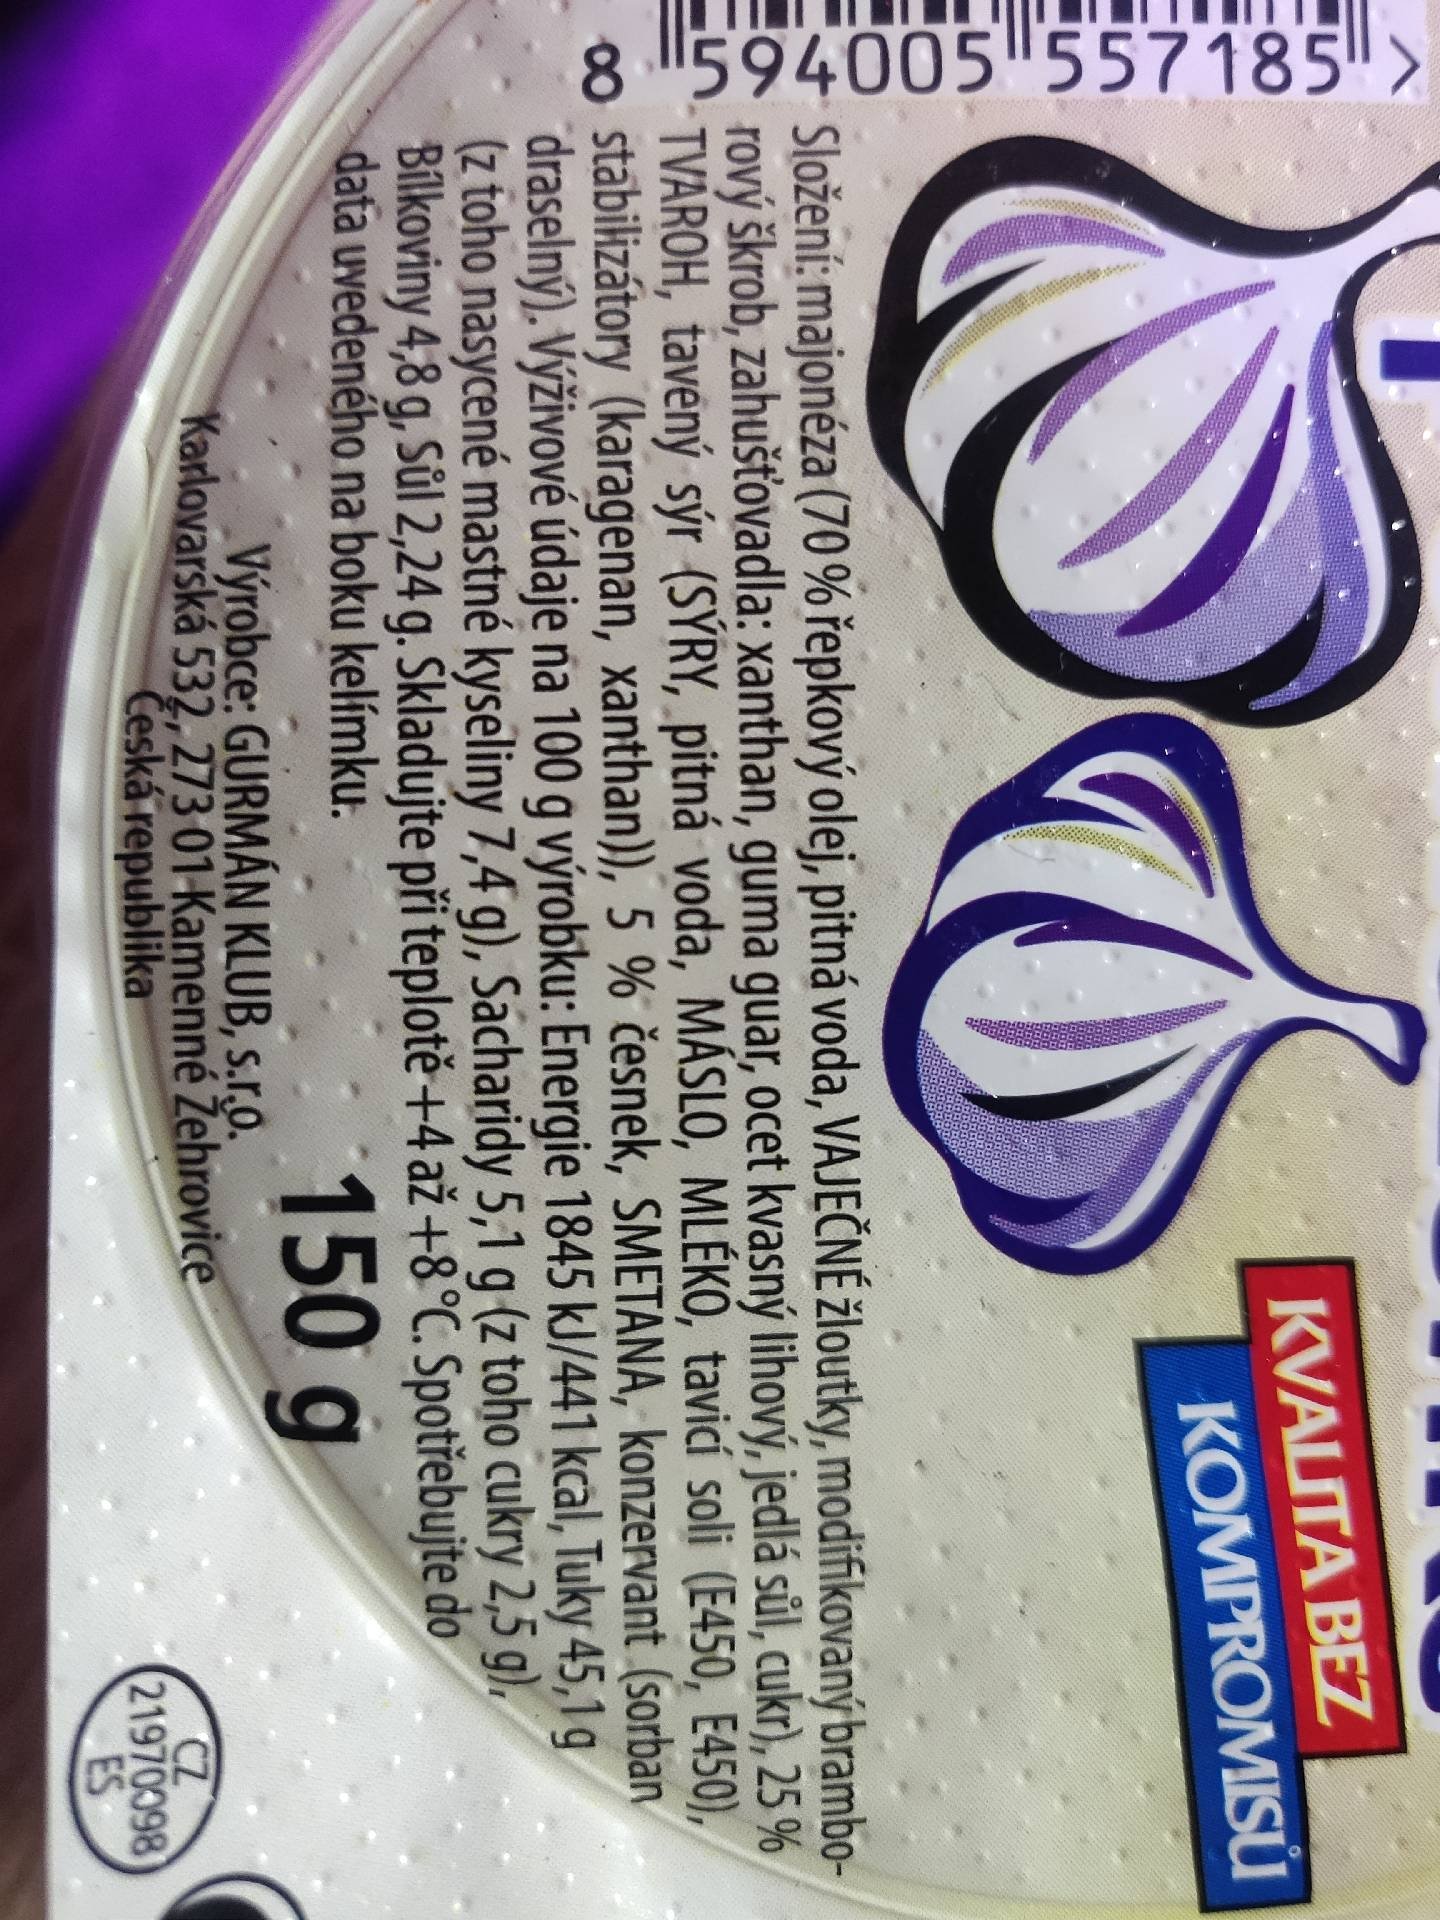 KVALITA BEZ
KOMPROMISŮ
8 594005 557185 >
Složení: majonéza (70 % řepkový olej, pitná voda, VAJEČNÉ žloutky, modifikovaný brambo-
rový škrob, zahušťovadla: xanthan, guma guar, ocet kvasný lihový, jedlá sůl, cukr), 25 %
TVAROH, tavený sýr (SÝRY, pitná voda, MÁSLO, MLÉKO, tavicí soli (E450, E450),
stabilizátory (karagenan, xanthan)), 5 % česnek, SMETANA, konzervant (sorban
draselný). Výživové údaje na 100 g výrobku: Energie 1845 kJ/441 kcal, Tuky 45,1 g
(z toho nasycené mastné kyseliny 7,4 g), Sacharidy 5,1 g (z toho cukry 2,5 g),
Bílkoviny 4,8 g, Sůl 2,24 g. Skladujte při teplotě +4 až +8 °C. Spotřebujte do
data uvedeného na boku kelímku.
150 g
Výrobce: GURMÁN KLUB, s.r.o.
Karlovarská 532, 273 01 Kamenné Žehrovice
Česká republika
CZ
219700098
ES